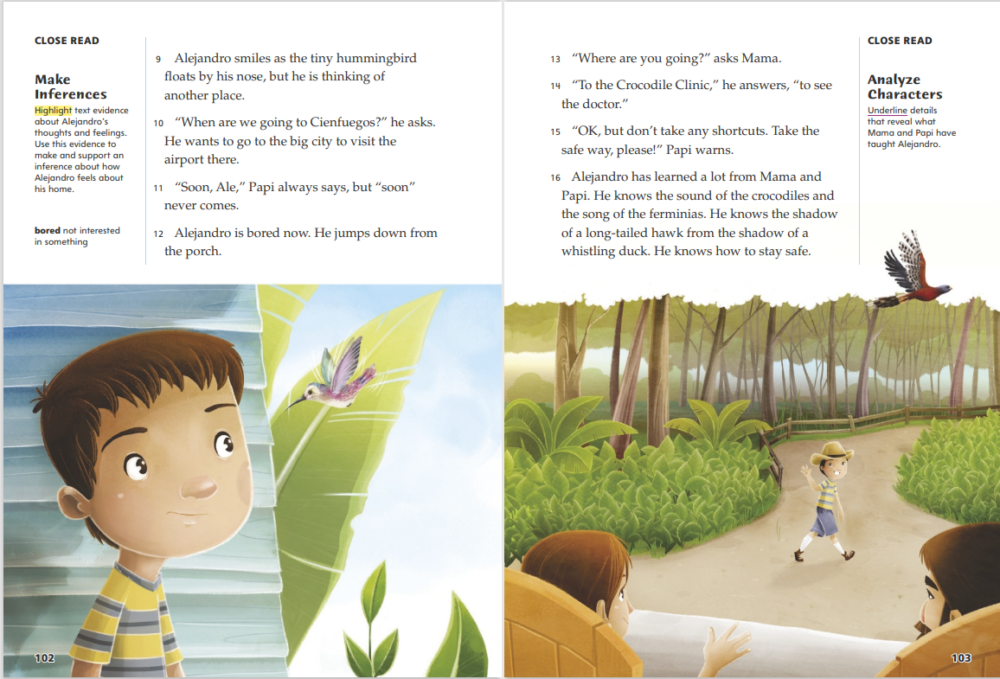 CLOSE READ
Make
Inferences
Highlight text evidence
about Alejandro's
thoughts and feelings.
Use this evidence to
make and support an
inference about how
Alejandro feels about
his home.
bored not interested
in something
9 Alejandro smiles as the tiny hummingbird
floats by his nose, but he is thinking of
another place.
10 “When are we going to Cienfuegos?” he asks.
He wants to go to the big city to visit the
airport there.
11 “Soon, Ale,” Papi always says, but “soon”
never comes.
12 Alejandro is bored now. He jumps down from
the porch.
102
13 “Where are you going?” asks Mama.
14 “To the Crocodile Clinic,” he answers, “to see
the doctor.”
15 “OK, but don’t take any shortcuts. Take the
safe way, please!” Papi warns.
16 Alejandro has learned a lot from Mama and
Papi. He knows the sound of the crocodiles and
the song of the ferminias. He knows the shadow
of a long-tailed hawk from the shadow of a
whistling duck. He knows how to stay safe.
CLOSE READ
Analyze
Characters
Underline details
that reveal what
Mama and Papi have
taught Alejandro.
103